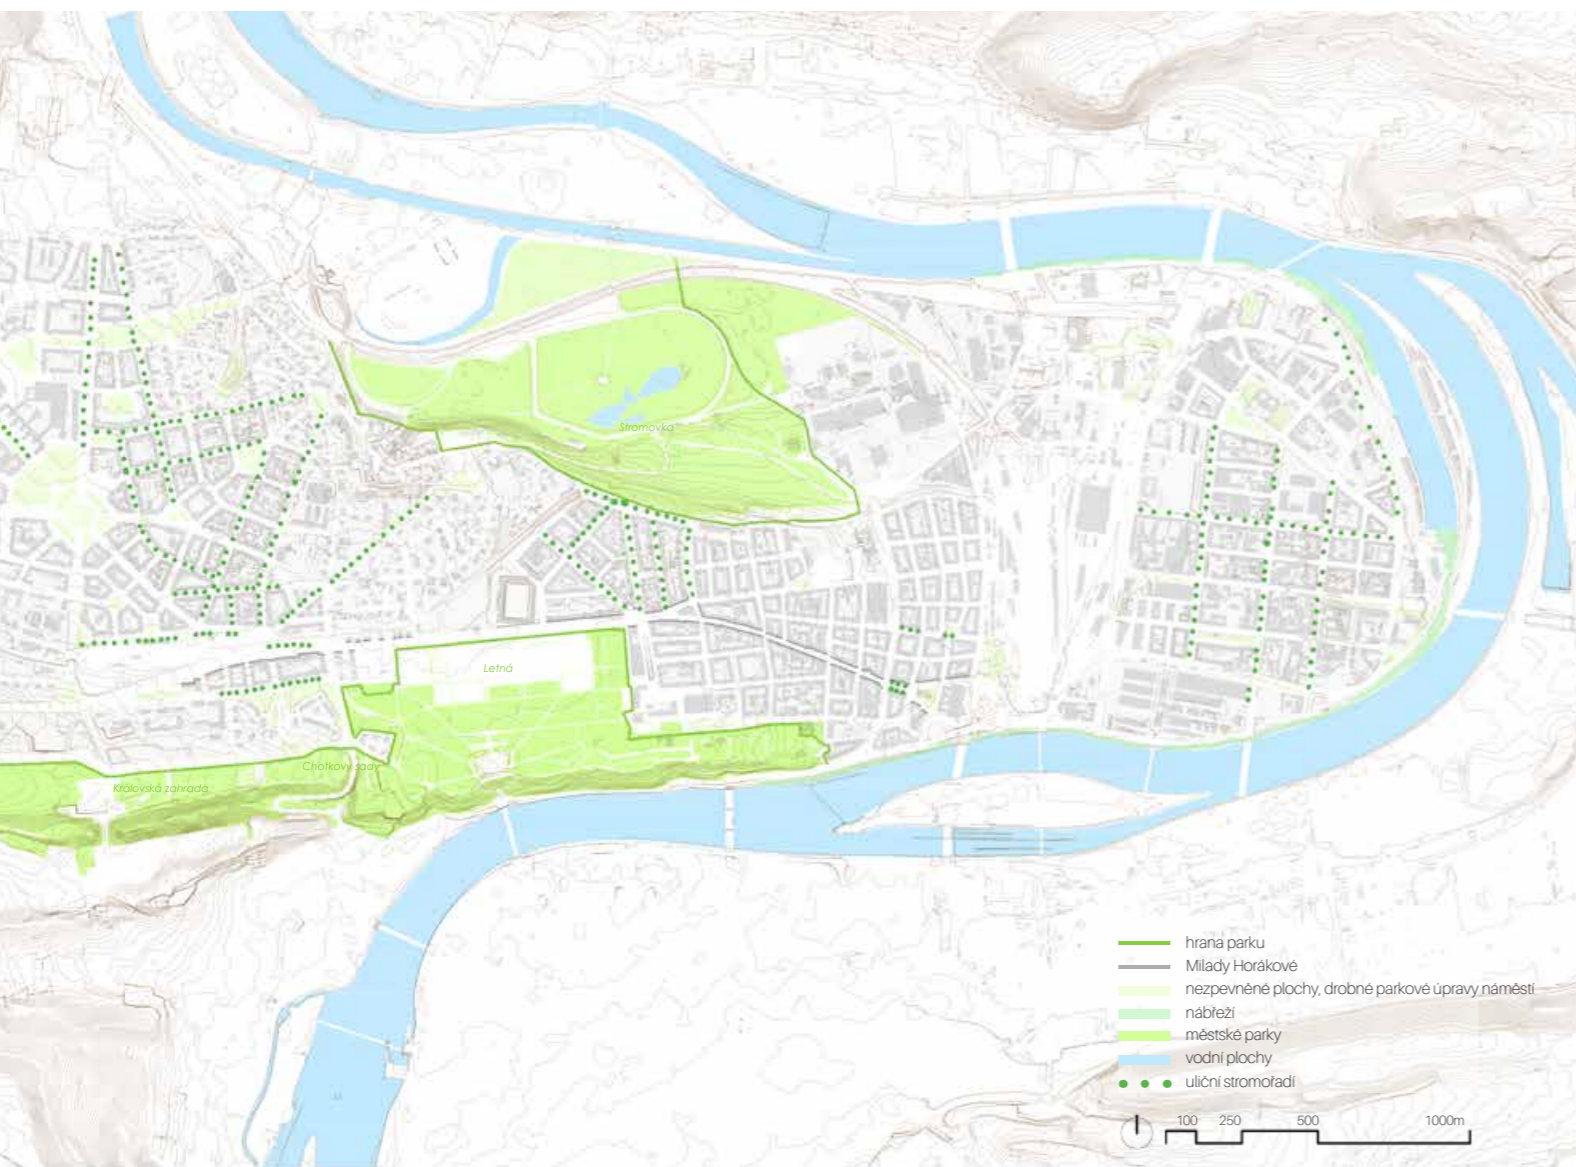 Stromovka
Letná
Chotkovy sady
Královská zahrada
hrana parku
Milady Horákové
nezpevněné plochy, drobné parkové úpravy náměstí
nábřeží
městské parky
vodní plochy
uliční stromořadí
100 250 500 1000m